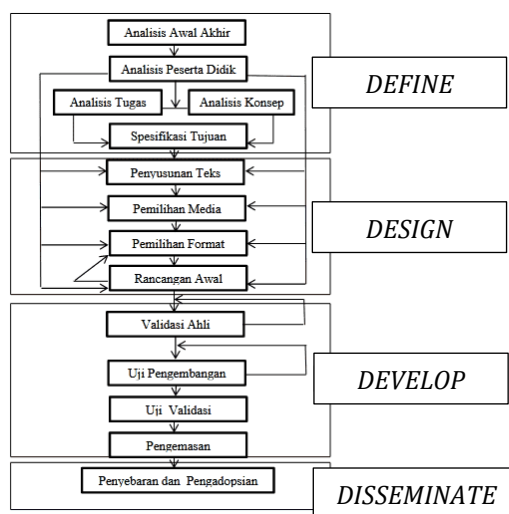 Analisis Awal Akhir
Analisis Peserta Didik
DEFINE
Analisis Tugas
Analisis Konsep
Spesifikasi Tujuan
Penyusunan Teks
Pemilihan Media
DESIGN
Pemilihan Format
Rancangan Awal
Validasi Ahli
Uji Pengembangan
DEVELOP
Uji Validasi
Pengemasan
Penyebaran dan Pengadopsian
DISSEMINATE